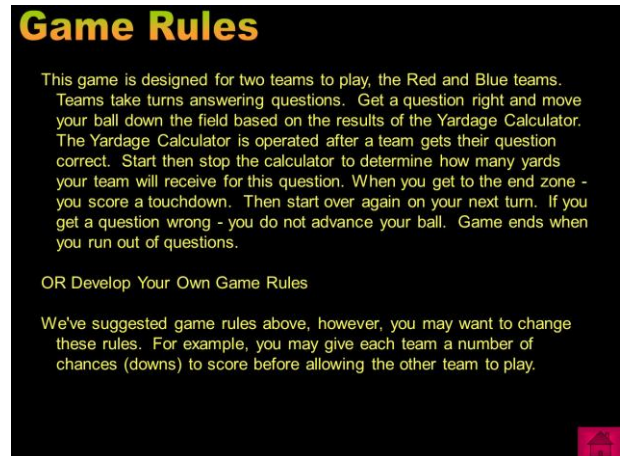 Game Rules
This game is designed for two teams to play, the Red and Blue teams.
Teams take turns answering questions. Get a question right and move
your ball down the field based on the results of the Yardage Calculator.
The Yardage Calculator is operated after a team gets their question
correct. Start then stop the calculator to determine how many yards
your team will receive for this question. When you get to the end zone -
you score a touchdown. Then start over again on your next turn. If you
get a question wrong - you do not advance your ball. Game ends when
you run out of questions.
OR Develop Your Own Game Rules
We've suggested game rules above, however, you may want to change
these rules. For example, you may give each team a number of
chances (downs) to score before allowing the other team to play.